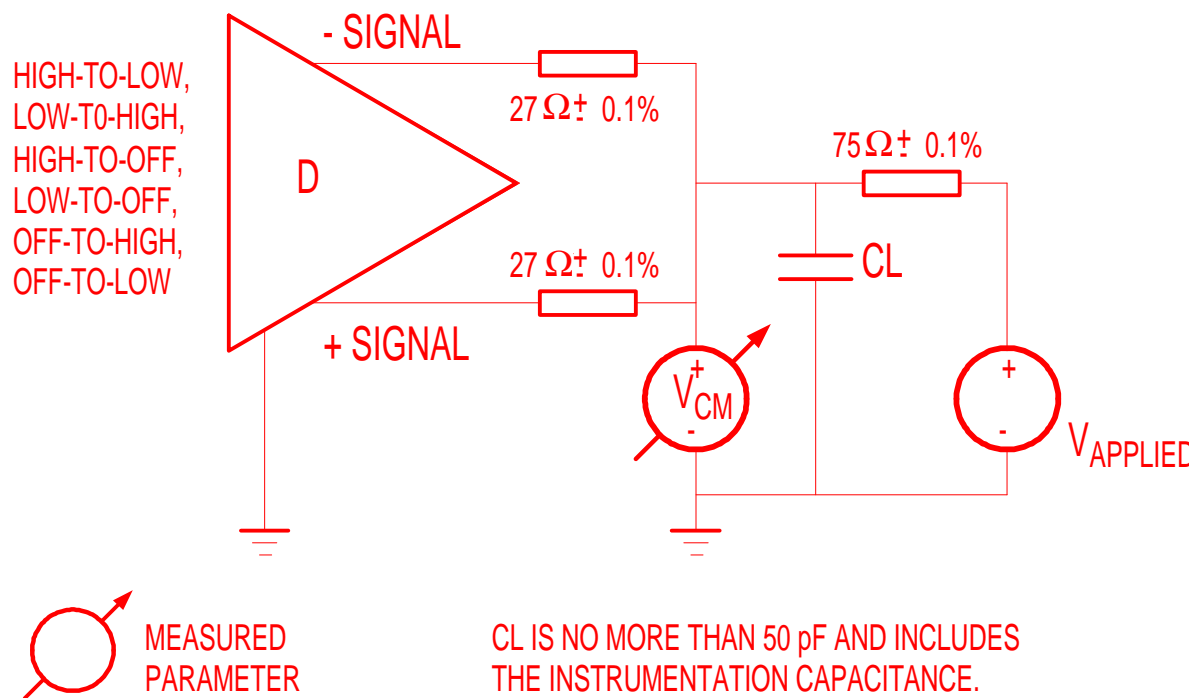 - SIGNAL
HIGH-TO-LOW,
LOW-T0-HIGH,
HIGH-TO-OFF,
LOW-TO-OFF,
OFF-TO-HIGH,
OFF-TO-LOW
D
27 Ω± 0.1%
75 Ω± 0.1%
27 Ω± 0.1%
CL
+ SIGNAL
+
VCM
-
+
-
VAPPLIED
MEASURED
PARAMETER
CL IS NO MORE THAN 50 pF AND INCLUDES
THE INSTRUMENTATION CAPACITANCE.